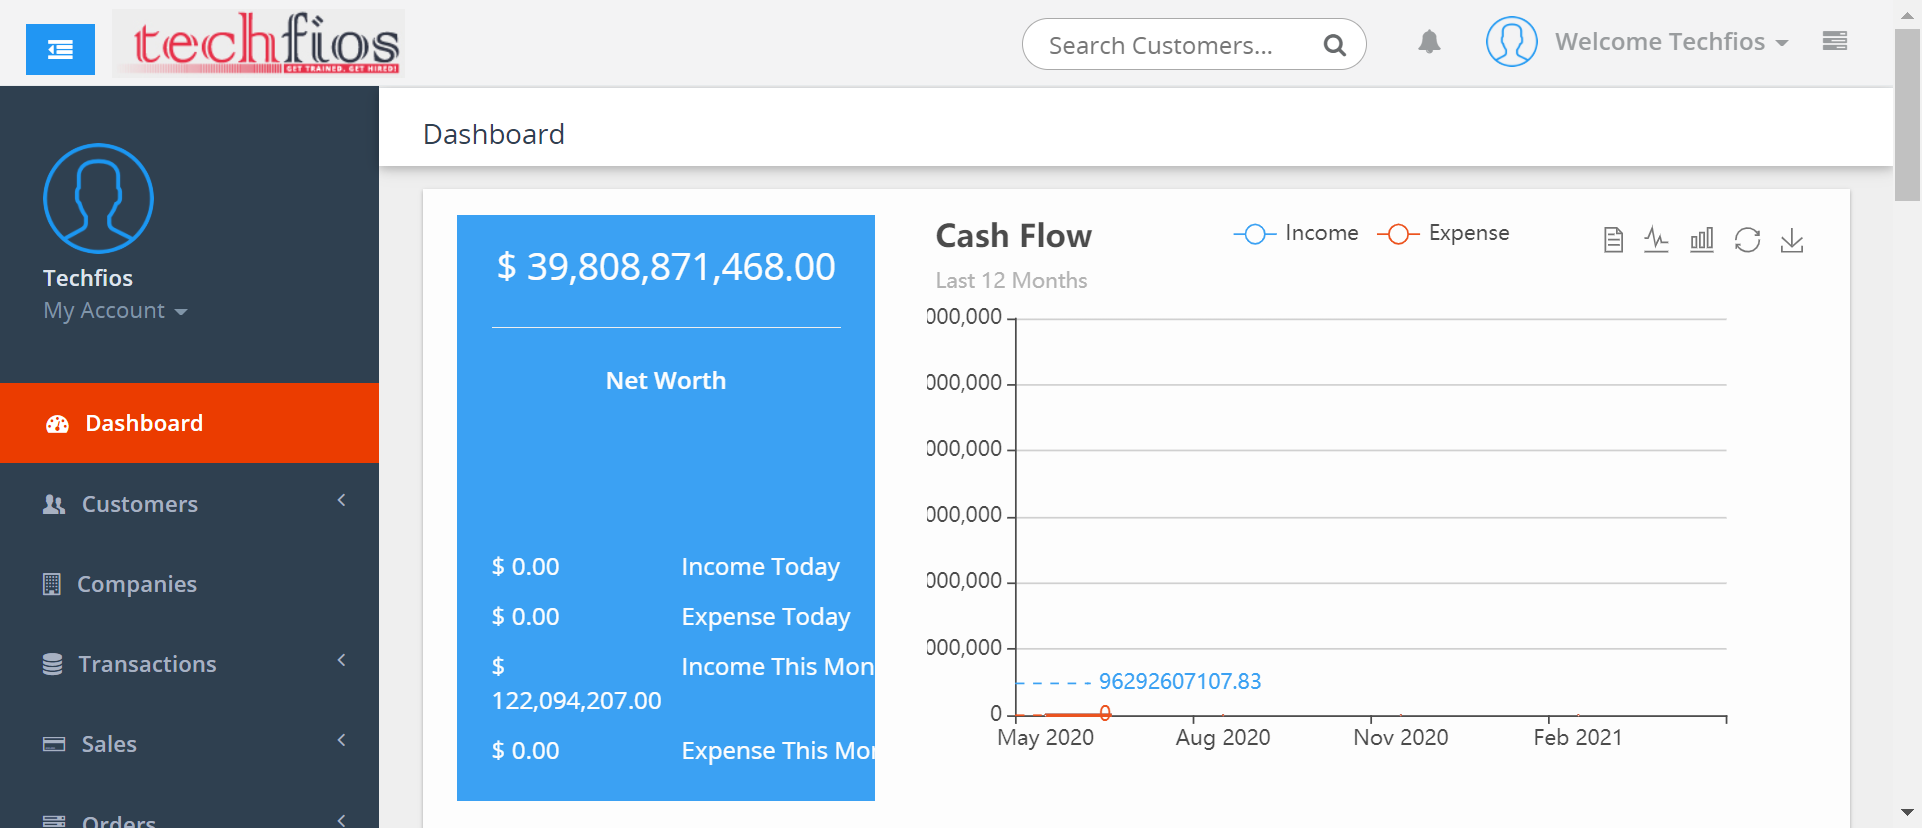 techfios
GET TRAINED. GET HIRED!
Search Customers...
Welcome Techfios
Techfios
My Account
Dashboard
Customers
Companies
Transactions
Sales
Orders
Dashboard
$ 39,808,871,468.00
Net Worth
$ 0.00 Income Today
$ 0.00 Expense Today
$ Income This Mon
122,094,207.00
$ 0.00 Expense This Mor
Cash Flow
Last 12 Months
Income Expense
000,000
000,000
000,000
000,000
000,000
000,000
96292607107.83
0 0
May 2020 Aug 2020 Nov 2020 Feb 2021